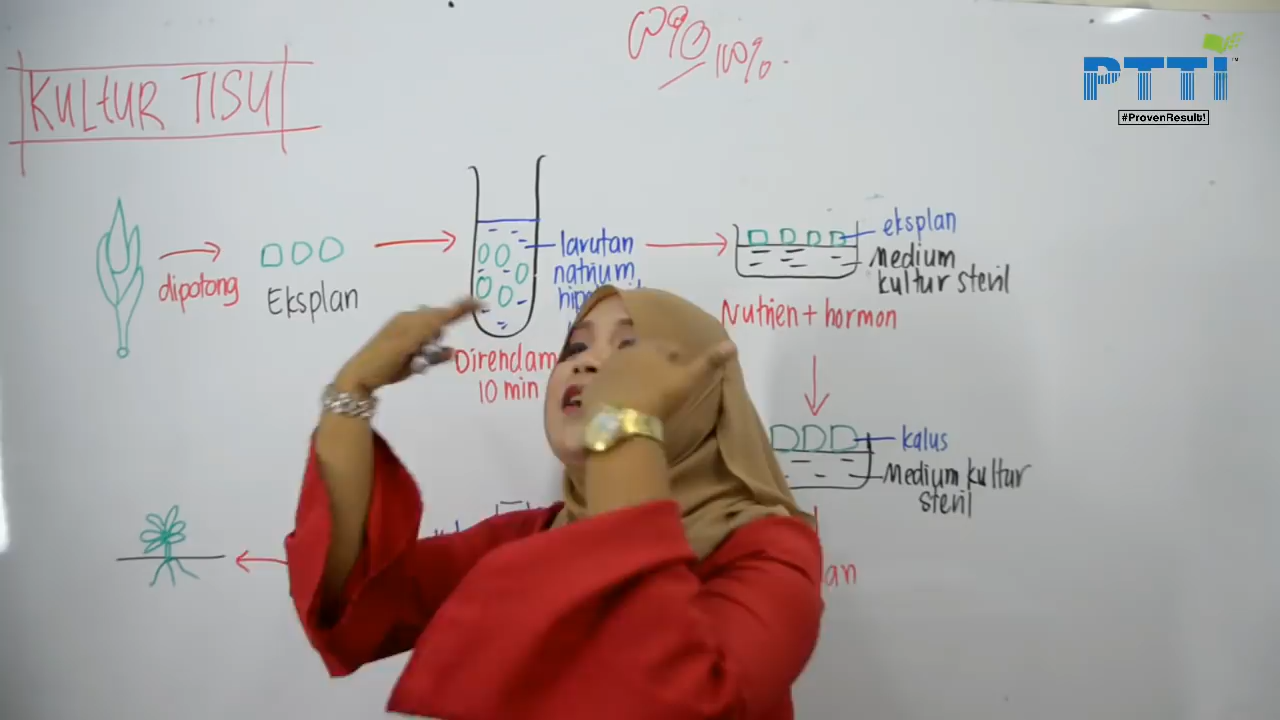 KULTUR TISU
100%
PTTI
#ProvenResult!
dipotong
Eksplan
larutan
natrium
Direndam
10 min
eksplan
medium
kultur steril
Nutrien + hormon
kalus
Medium kultur
steril